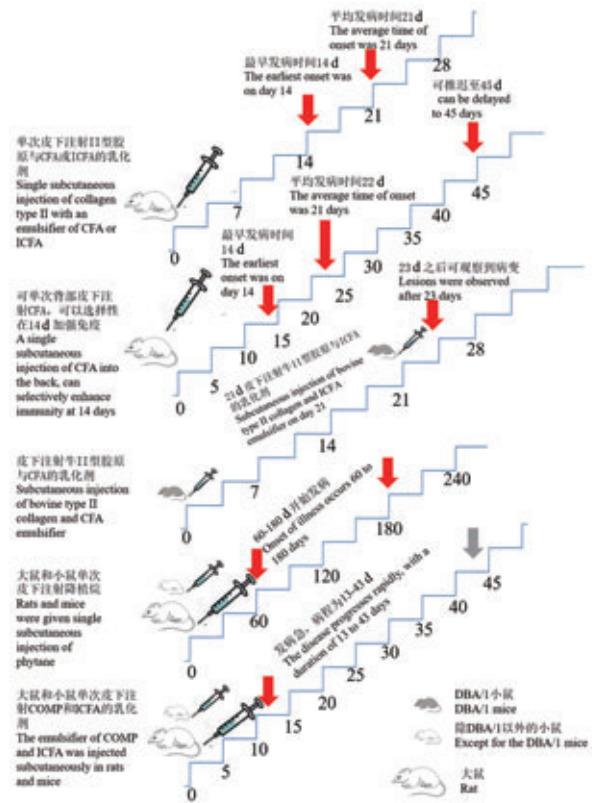 平均发病时间21 d
The average time of
onset was 21 days
28
最早发病时间14 d
The earliest onset was
on day 14
21
可推迟至45 d
can be delayed
to 45 days
单次皮下注射II型胶
原与CFA或ICFA的乳化
剂
Single subcutaneous
injection of collagen
type II with an
emulsifier of CFA or
ICFA
14
7
0
平均发病时间22 d
The average time of onset
was 21 days
45
40
35
30
25
20
15
10
5
0
最早发病时间
14 d
The earliest
onset was on
day 14
可单次背部皮下注
射CFA，可以选择性
在14 d 加强免疫
A single
subcutaneous
injection of CFA into
the back, can
selectively enhance
immunity at 14 days
23 d 之后可观察到病变
Lesions were observed
after 23 days
28
21
21 d 皮下注射牛II型胶原与ICFA
的乳化剂
Subcutaneous injection of bovine
type II collagen and ICFA
emulsifier on day 21
14
7
0
皮下注射牛II型胶原
与CFA的乳化剂
Subcutaneous injection
of bovine type II
collagen and CFA
emulsifier
240
180
60-180 d 开始发病
Onset of illness occurs 60 to
180 days
120
60
0
大鼠和小鼠单次
皮下注射降植烷
Rats and mice
were given single
subcutaneous
injection of
phytane
45
40
35
30
25
20
15
10
5
0
发病急，病程为13-43 d
The disease progresses rapidly, with a
duration of 13 to 43 days
大鼠和小鼠单次皮下注
射COMP和ICFA的乳化
剂
The emulsifier of COMP
and ICFA was injected
subcutaneously in rats
and mice
DBA/1小鼠
DBA/1 mice
除DBA/1以外的小鼠
Except for the DBA/1 mice
大鼠
Rat